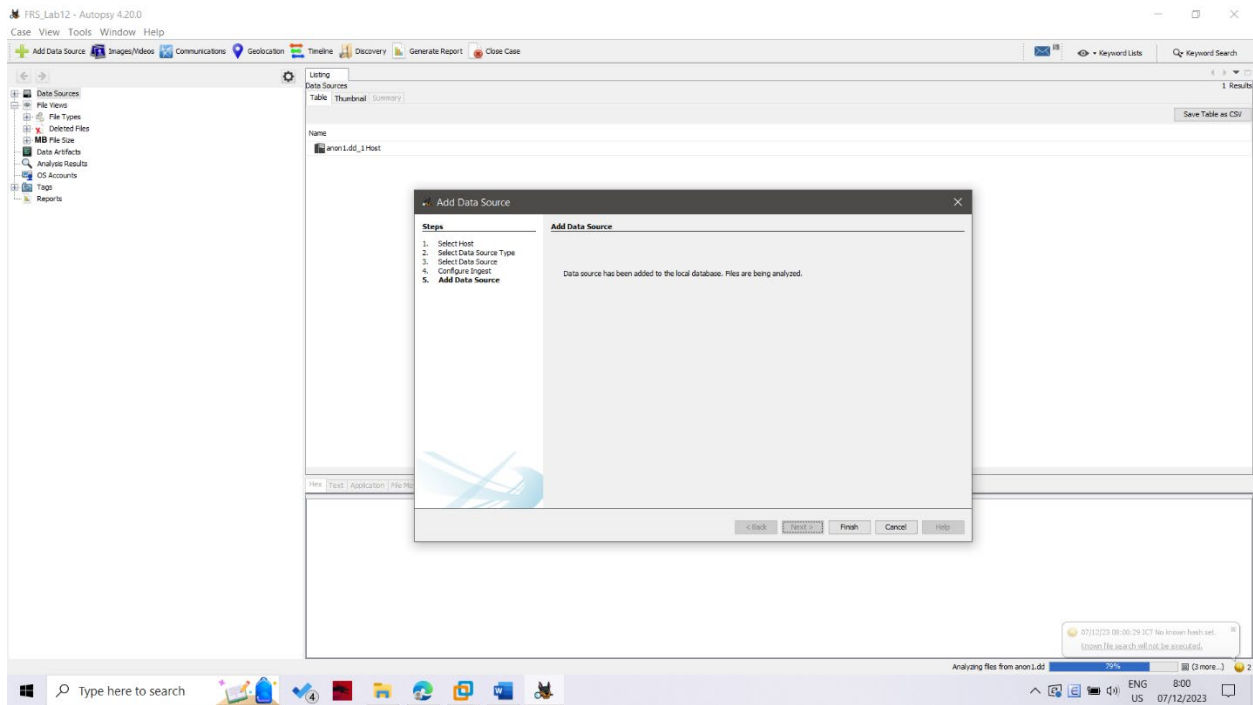 FRS_Lab12 - Autopsy 4.20.0
Case View Tools Window Help
Add Data Source Images/Videos Communications Geolocation Timeline Discovery Generate Report Close Case Keyword Lists Keyword Search
Listing
Data Sources 1 Results
Table Thumbnail Summary
Save Table as CSV
Name
anon1.dd_1 Host
Data Sources
File Views
File Types
Deleted Files
MB File Size
Data Artifacts
Analysis Results
OS Accounts
Tags
Reports
Add Data Source
Steps
1. Select Host
2. Select Data Source Type
3. Select Data Source
4. Configure Ingest
5. Add Data Source
Add Data Source
Data source has been added to the local database. Files are being analyzed.
< Back Next > Finish Cancel Help
Hex Text Application File
07/12/23 08:00:29 ICT No known hash set.
Known file search will not be executed.
Analyzing files from anon1.dd 79% (3 more...) 2
Type here to search
4
ENG
US
8:00
07/12/2023